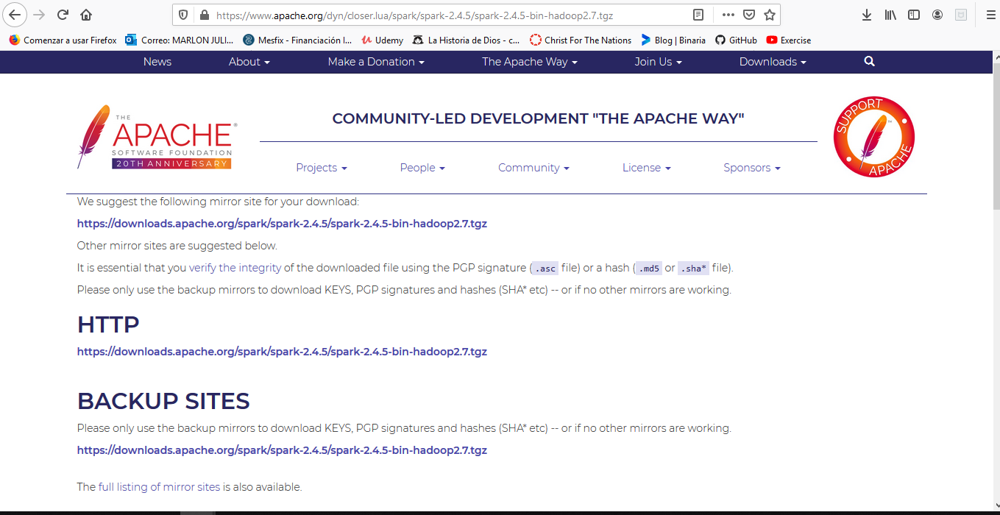 https://www.apache.org/dyn/closer.lua/spark/spark-2.4.5/spark-2.4.5-bin-hadoop2.7.tgz
Comenzar a usar Firefox Correo: MARLON JULI... Mesfix - Financiación I... Udemy La Historia de Dios - c... Christ For The Nations Blog | Binaria GitHub Exercise
News About Make a Donation The Apache Way Join Us Downloads
THE APACHE® SOFTWARE FOUNDATION 20TH ANNIVERSARY
COMMUNITY-LED DEVELOPMENT "THE APACHE WAY"
SUPPORT APACHE
Projects People Community License Sponsors
We suggest the following mirror site for your download:
https://downloads.apache.org/spark/spark-2.4.5/spark-2.4.5-bin-hadoop2.7.tgz
Other mirror sites are suggested below.
It is essential that you verify the integrity of the downloaded file using the PGP signature (.asc file) or a hash (.md5 or .sha* file).
Please only use the backup mirrors to download KEYS, PGP signatures and hashes (SHA* etc) -- or if no other mirrors are working.
HTTP
https://downloads.apache.org/spark/spark-2.4.5/spark-2.4.5-bin-hadoop2.7.tgz
BACKUP SITES
Please only use the backup mirrors to download KEYS, PGP signatures and hashes (SHA* etc) -- or if no other mirrors are working.
https://downloads.apache.org/spark/spark-2.4.5/spark-2.4.5-bin-hadoop2.7.tgz
The full listing of mirror sites is also available.